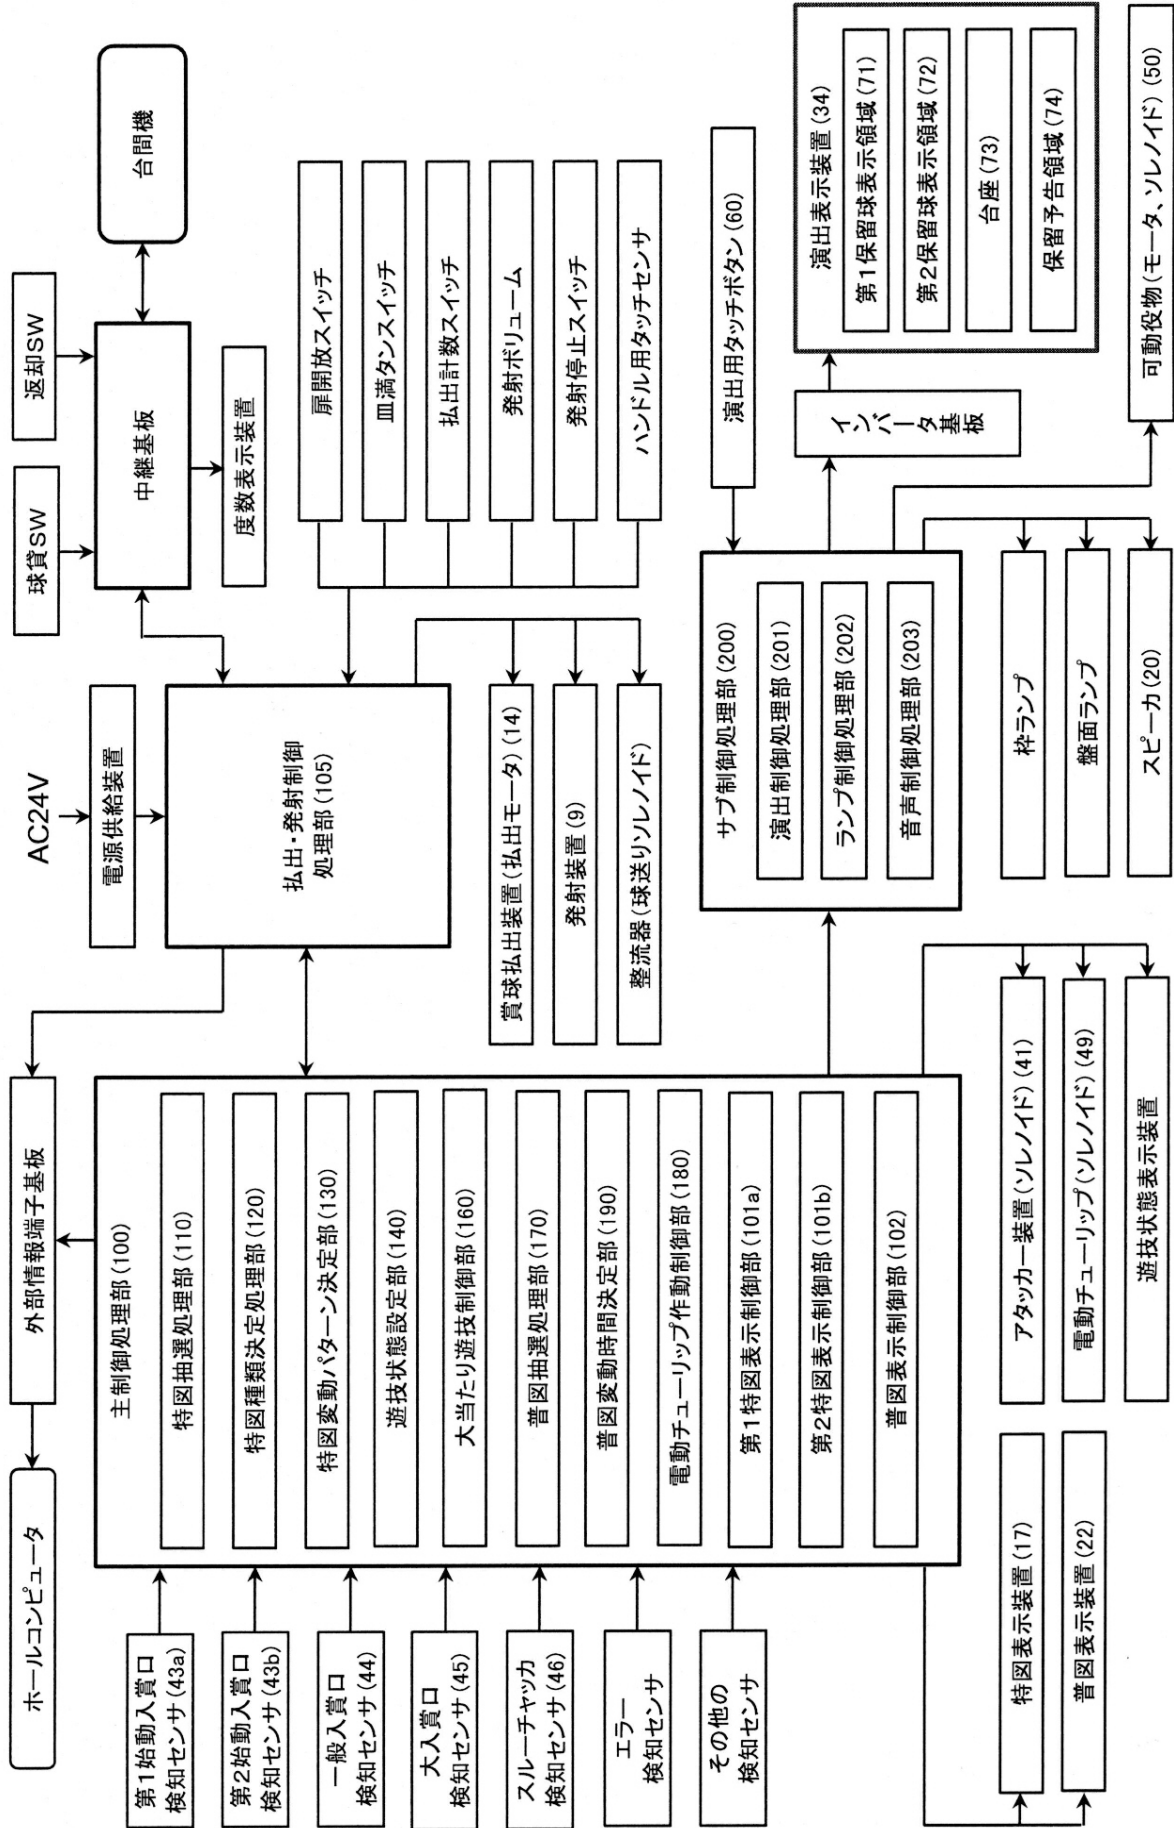 ホールコンピュータ
外部情報端子基板
AC24V
電源供給装置
球貸SW
返却SW
中継基板
台間機
度数表示装置
第1始動入賞口
検知センサ(43a)
第2始動入賞口
検知センサ(43b)
一般入賞口
検知センサ(44)
大入賞口
検知センサ(45)
スルーチャッカ
検知センサ(46)
エラー
検知センサ
その他の
検知センサ
主制御処理部(100)
特図抽選処理部(110)
特図種類決定処理部(120)
特図変動パターン決定部(130)
遊技状態設定部(140)
大当たり遊技制御部(160)
普図抽選処理部(170)
普図変動時間決定部(190)
電動チューリップ作動制御部(180)
第1特図表示制御部(101a)
第2特図表示制御部(101b)
普図表示制御部(102)
払出・発射制御
処理部(105)
扉開放スイッチ
皿満タンスイッチ
払出計数スイッチ
発射ボリューム
発射停止スイッチ
ハンドル用タッチセンサ
賞球払出装置(払出モータ)(14)
発射装置(9)
整流器(球送りソレノイド)
演出用タッチボタン(60)
サブ制御処理部(200)
演出制御処理部(201)
ランプ制御処理部(202)
音声制御処理部(203)
インバータ
基板
演出表示装置(34)
第1保留球表示領域(71)
第2保留球表示領域(72)
台座(73)
保留予告領域(74)
特図表示装置(17)
普図表示装置(22)
アタッカー装置(ソレノイド)(41)
電動チューリップ(ソレノイド)(49)
遊技状態表示装置
枠ランプ
盤面ランプ
スピーカ(20)
可動役物(モータ、ソレノイド)(50)